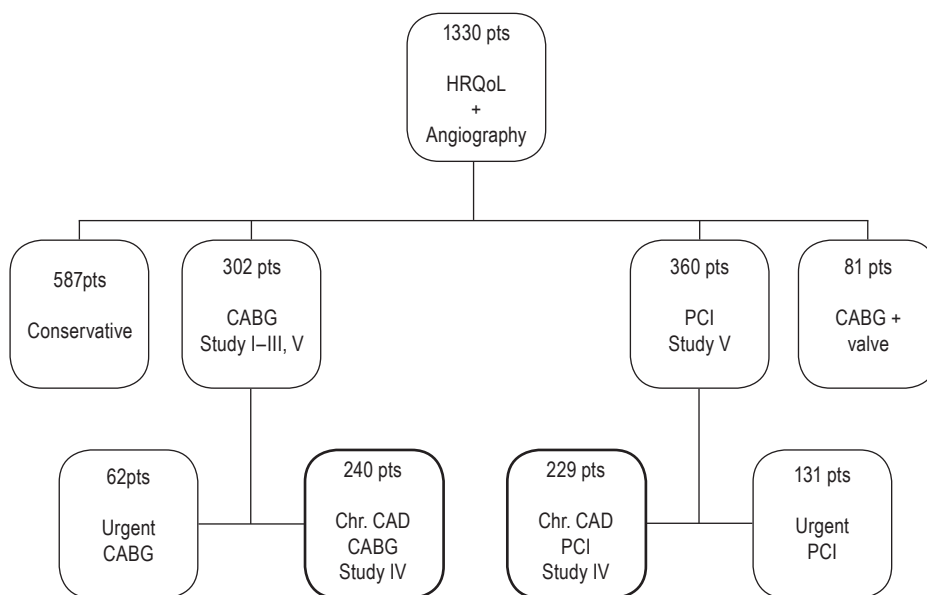 1330 pts
HRQoL
+
Angiography
587pts
Conservative
302 pts
CABG
Study I–III, V
360 pts
PCI
Study V
81 pts
CABG +
valve
62pts
Urgent
CABG
240 pts
Chr. CAD
CABG
Study IV
229 pts
Chr. CAD
PCI
Study IV
131 pts
Urgent
PCI